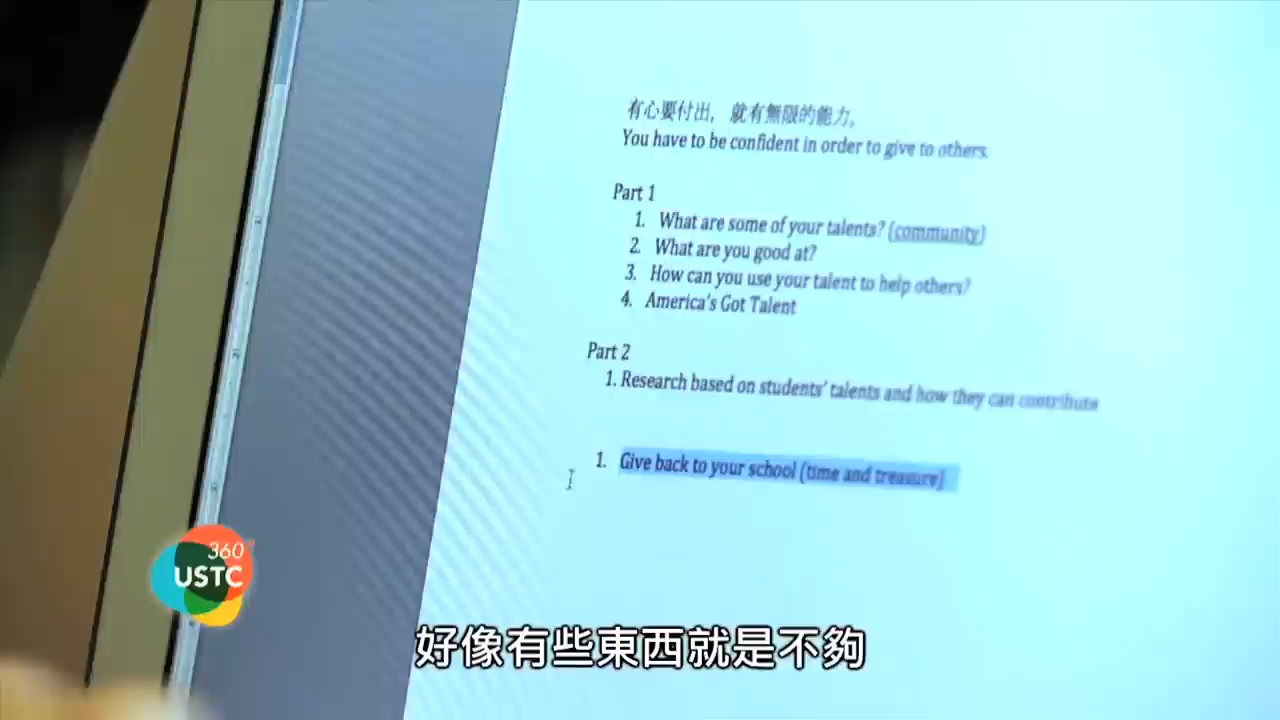 有心要付出，就有無限的能力。
You have to be confident in order to give to others.
Part 1
1. What are some of your talents? (community)
2. What are you good at?
3. How can you use your talent to help others?
4. America's Got Talent
Part 2
1. Research based on students' talents and how they can contribute
1. Give back to your school (time and treasure)
360°
USTC
好像有些東西就是不夠